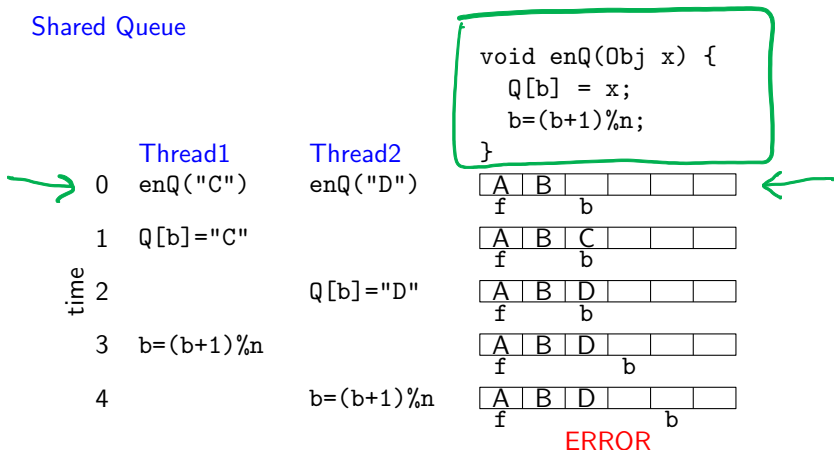 Shared Queue
void enQ(Obj x) {
Q[b] = x;
b=(b+1)%n;
}
Thread1 Thread2
0 enQ("C") enQ("D") A B
f b
1 Q[b]="C" A B C
f b
time
2 Q[b]="D" A B D
f b
3 b=(b+1)%n A B D
f b
4 b=(b+1)%n A B D
f b
ERROR